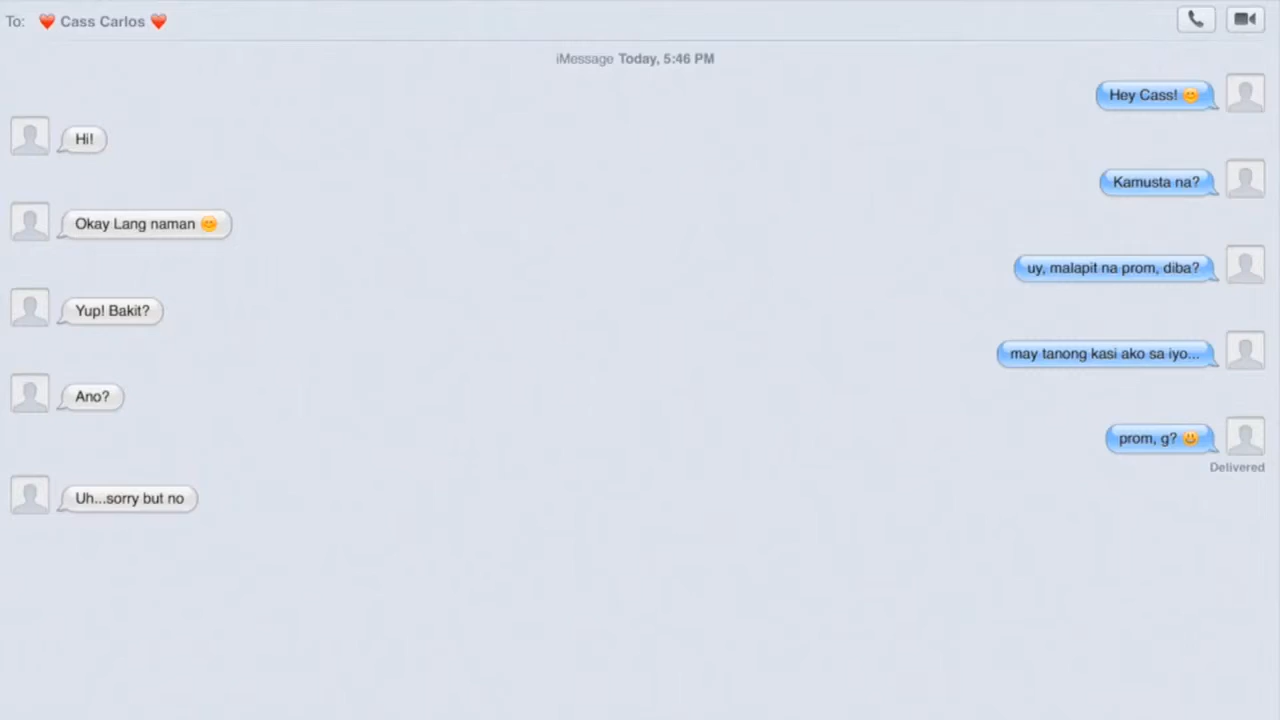 To: ❤️ Cass Carlos ❤️
iMessage Today, 5:46 PM
Hey Cass! 😊
Hi!
Kamusta na?
Okay Lang naman 😊
uy, malapit na prom, diba?
Yup! Bakit?
may tanong kasi ako sa iyo...
Ano?
prom, g? 😃
Delivered
Uh...sorry but no